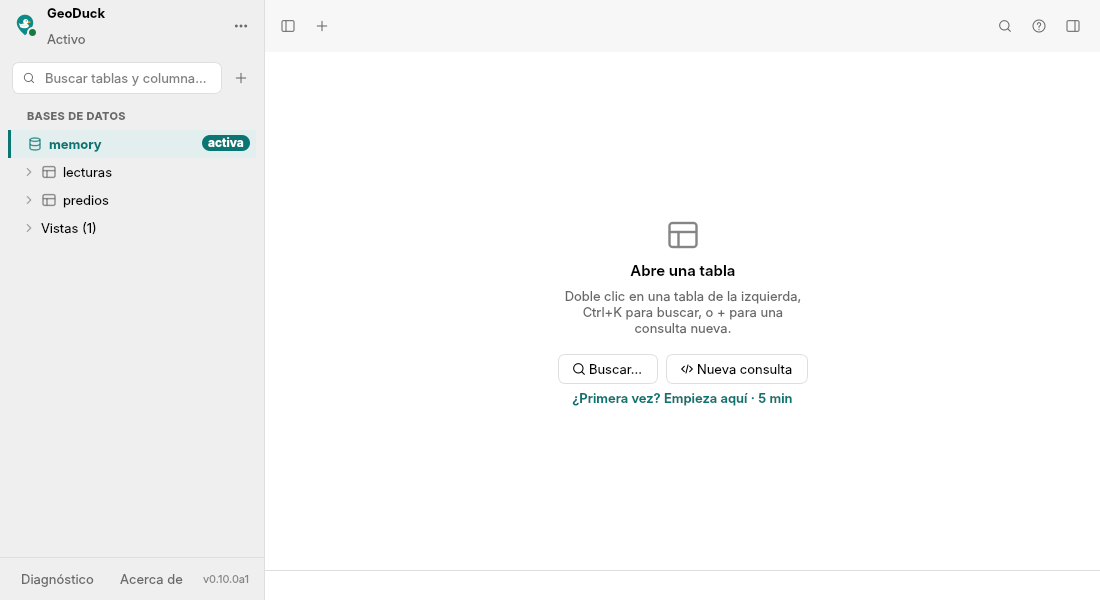 GeoDuck
Activo
Buscar tablas y columna...
BASES DE DATOS
memory
activa
lecturas
predios
Vistas (1)
Diagnóstico
Acerca de
v0.10.0a1
Abre una tabla
Doble clic en una tabla de la izquierda,
Ctrl+K para buscar, o + para una
consulta nueva.
Buscar...
Nueva consulta
¿Primera vez? Empieza aquí · 5 min